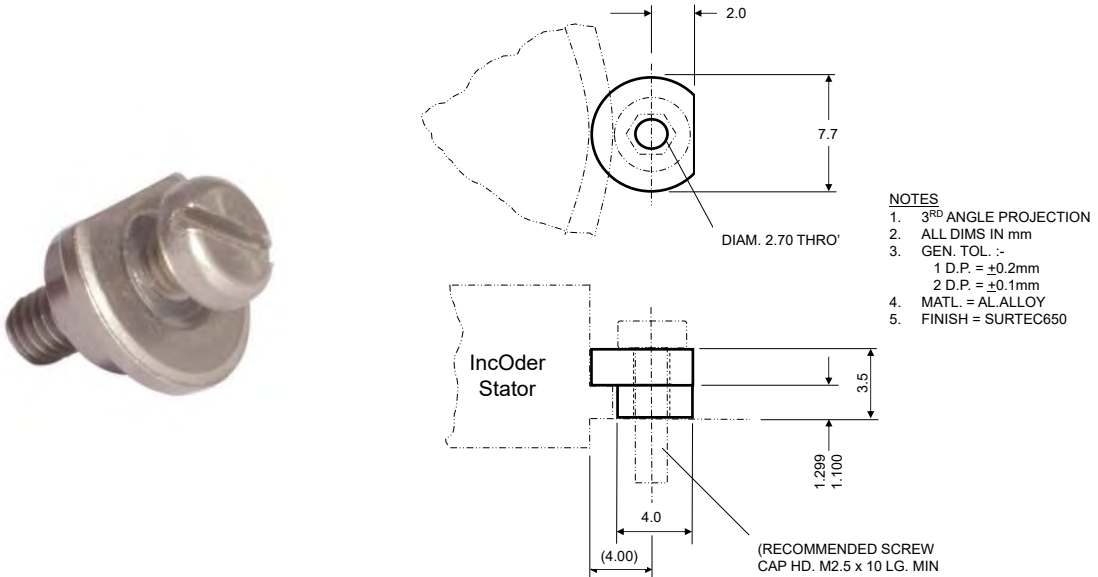 2.0
7.7
DIAM. 2.70 THRO'
NOTES
1. 3RD ANGLE PROJECTION
2. ALL DIMS IN mm
3. GEN. TOL. :-
1 D.P. = ±0.2mm
2 D.P. = ±0.1mm
4. MATL. = AL.ALLOY
5. FINISH = SURTEC650
IncOder
Stator
3.5
1.299
1.100
4.0
(4.00)
(RECOMMENDED SCREW
CAP HD. M2.5 x 10 LG. MIN